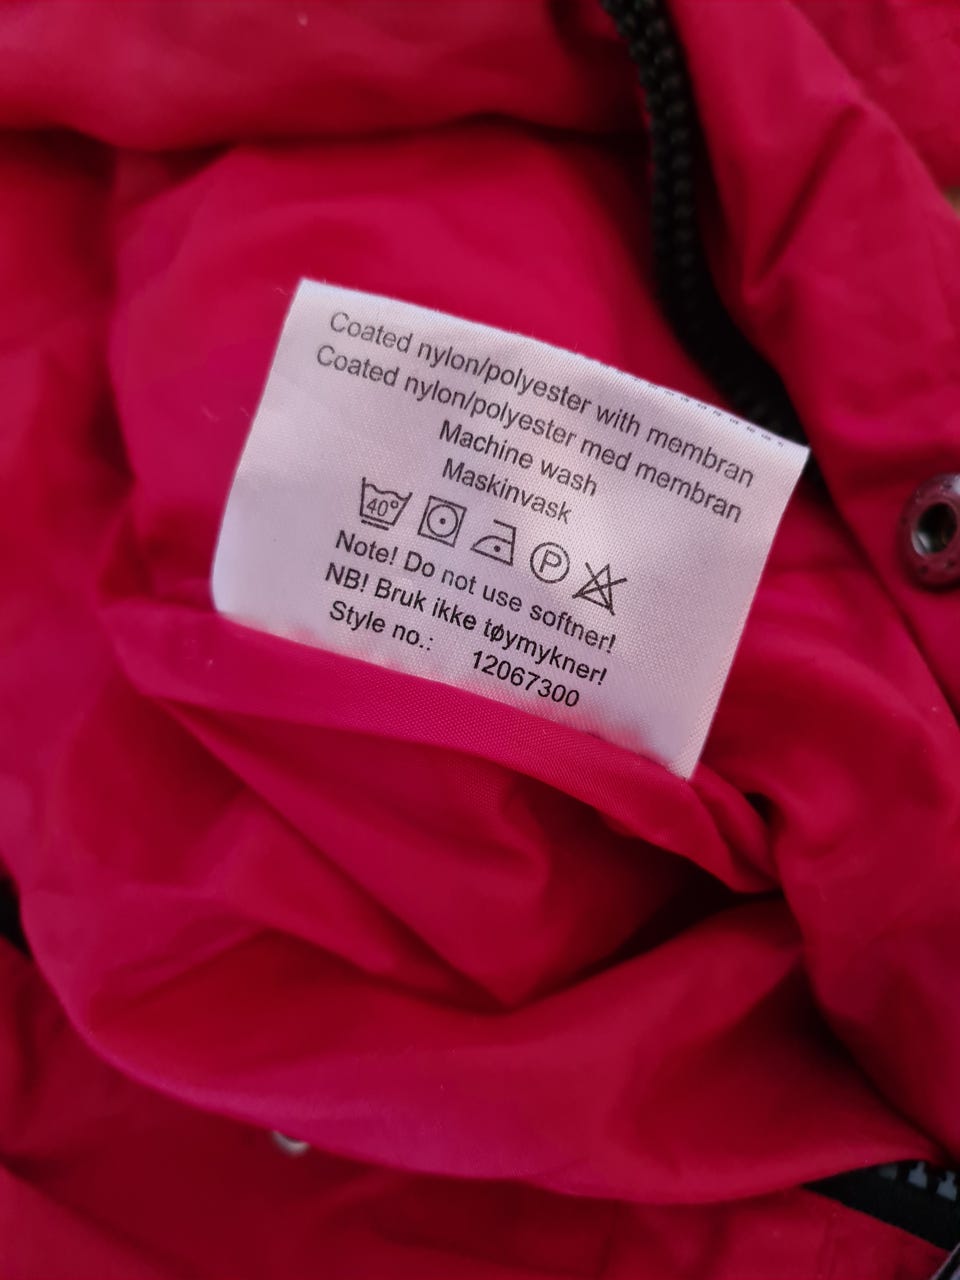 Coated nylon/polyester with membran
Coated nylon/polyester med membran
Machine wash
Maskinvask
40° P
Note! Do not use softner!
NB! Bruk ikke tøymykner!
Style no.: 12067300